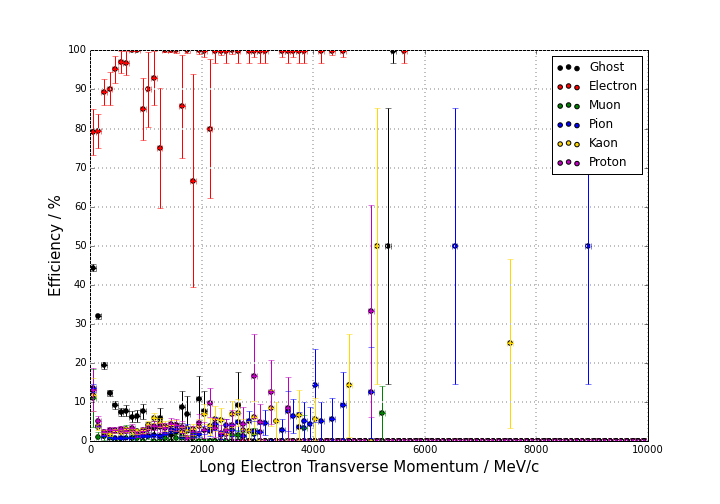 100
90
80
70
60
50
40
30
20
10
0
Efficiency / %
Ghost
Electron
Muon
Pion
Kaon
Proton
0 2000 4000 6000 8000 10000
Long Electron Transverse Momentum / MeV/c